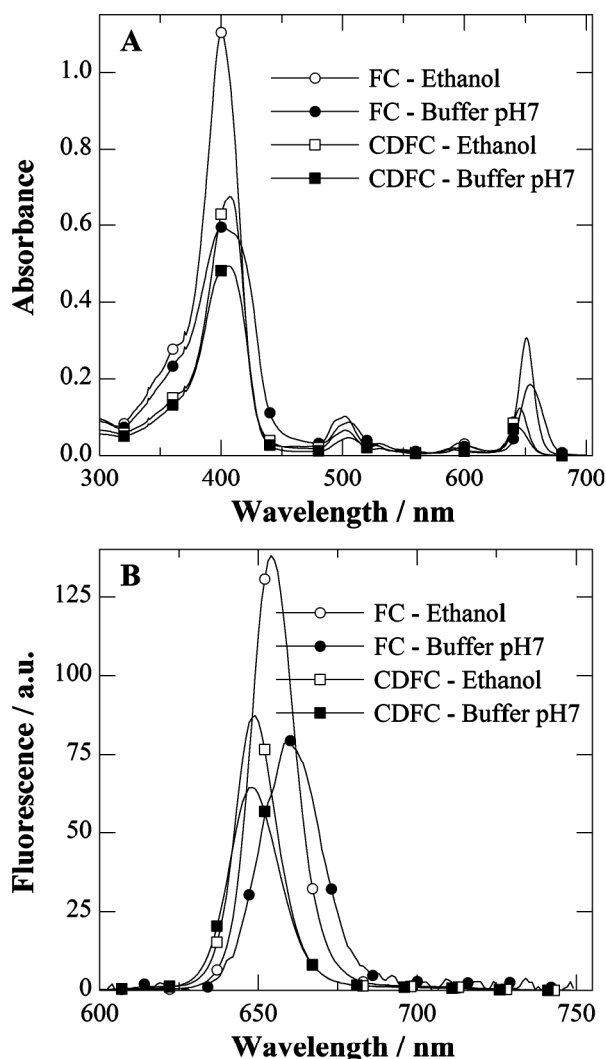 A
FC - Ethanol
FC - Buffer pH7
CDFC - Ethanol
CDFC - Buffer pH7
1.0
0.8
0.6
0.4
0.2
0.0
Absorbance
300 400 500 600 700
Wavelength / nm
B
FC - Ethanol
FC - Buffer pH7
CDFC - Ethanol
CDFC - Buffer pH7
125
100
75
50
25
0
Fluorescence / a.u.
600 650 700 750
Wavelength / nm